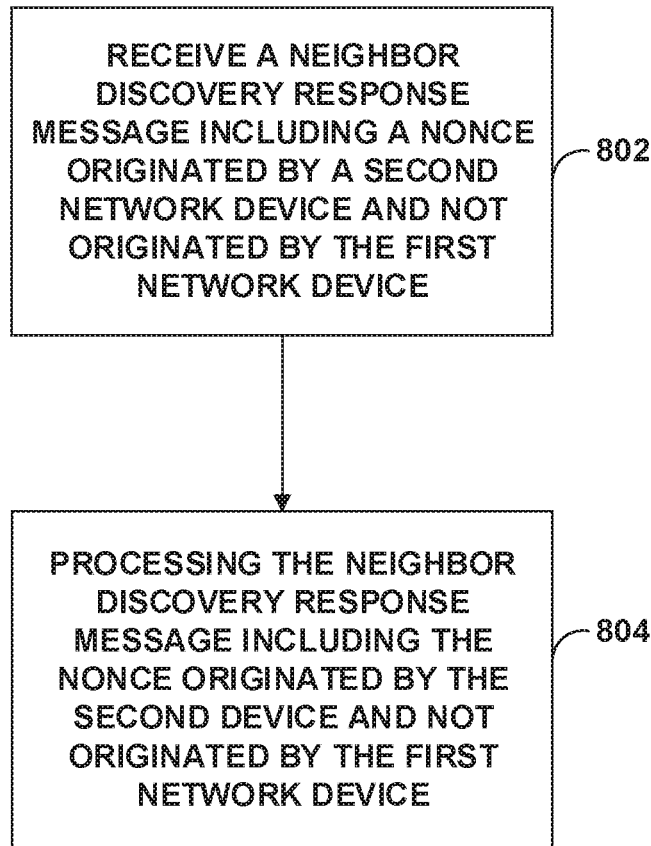 RECEIVE A NEIGHBOR
DISCOVERY RESPONSE
MESSAGE INCLUDING A NONCE
ORIGINATED BY A SECOND
NETWORK DEVICE AND NOT
ORIGINATED BY THE FIRST
NETWORK DEVICE
802
PROCESSING THE NEIGHBOR
DISCOVERY RESPONSE
MESSAGE INCLUDING THE
NONCE ORIGINATED BY THE
SECOND DEVICE AND NOT
ORIGINATED BY THE FIRST
NETWORK DEVICE
804